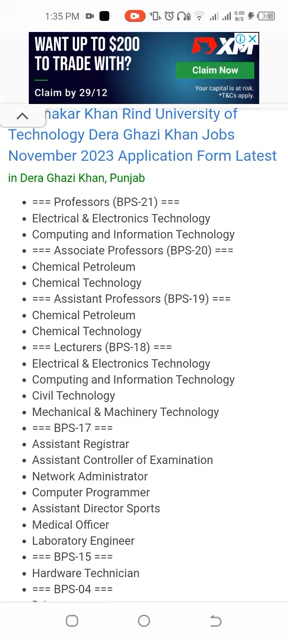 1:35 PM
WANT UP TO $200
TO TRADE WITH?
Claim by 29/12
XM
Claim Now
Your capital is at risk.
*T&Cs apply.
nakar Khan Rind University of
Technology Dera Ghazi Khan Jobs
November 2023 Application Form Latest
in Dera Ghazi Khan, Punjab
• === Professors (BPS-21) ===
• Electrical & Electronics Technology
• Computing and Information Technology
• === Associate Professors (BPS-20) ===
• Chemical Petroleum
• Chemical Technology
• === Assistant Professors (BPS-19) ===
• Chemical Petroleum
• Chemical Technology
• === Lecturers (BPS-18) ===
• Electrical & Electronics Technology
• Computing and Information Technology
• Civil Technology
• Mechanical & Machinery Technology
• === BPS-17 ===
• Assistant Registrar
• Assistant Controller of Examination
• Network Administrator
• Computer Programmer
• Assistant Director Sports
• Medical Officer
• Laboratory Engineer
• === BPS-15 ===
• Hardware Technician
• === BPS-04 ===